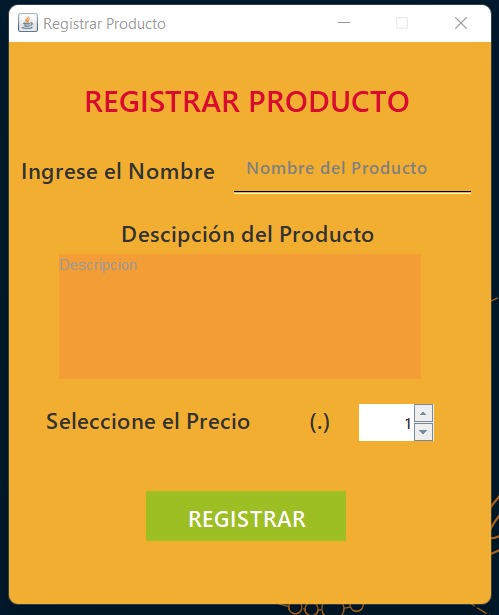 Registrar Producto
REGISTRAR PRODUCTO
Ingrese el Nombre Nombre del Producto
Descipción del Producto
Descripcion
Seleccione el Precio (.) 1
REGISTRAR